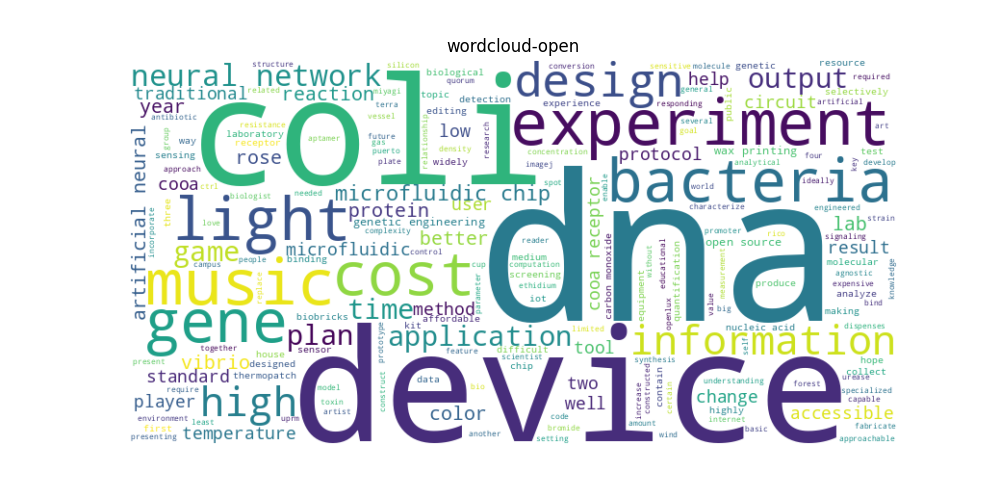 wordcloud-open
structure
silicon
conversion
sensitive
molecule
genetic
resource
neural network
biological
quorum
design
help
output
required
general
traditional
related
reaction
miyagi
topic
detection
experience
responding
public
circuit
selectively
artificial
year
antibiotic
coli
terra
vessel
editing
low
research
experiment
several
goal
art
group
way
resistance
laboratory
receptor
aptamer
future
gas
puerto
plate
relationship
density
widely
concentration
imagej
protocol
wax printing
analytical
four
test
develop
key
sensing
rose
approach
cooa
ctrl
biologist
needed
microfluidic chip
spot
enable
bacteria
world
ideally
characterize
engineered
artificial neural
incorporate
three
love
light
protein
user
genetic engineering
complexity
dna
cooa receptor
promoter
rico
lab
strain
signaling
game
campus
people
microfluidic
binding
control
better
reader
medium
computation
screening
ethidium
iot
carbon monoxide
without
educational
open source
result
molecular
agnostic
expensive
knowledge
music
replace
cost
cup
parameter
equipment
quantification
openlux
value
measurement
big
produce
analyze
bind
making
gene
biobricks
time
method
affordable
kit
nucleic acid
dispenses
together
house
sensor
plan
prototype
application
limited
tool
information
self
present
vibrio
designed
feature
difficult
scientist
chip
synthesis
hope
collect
urease
standard
thermopatch
require
model
toxin
artist
construct
data
bio
two
well
increase
constructed
contain
certain
understanding
change
highly
internet
forest
specialized
capable
player
high
device
color
code
bromide
setting
amount
accessible
environment
least
first
uprm
presenting
temperature
another
wind
basic
fabricate
approachable